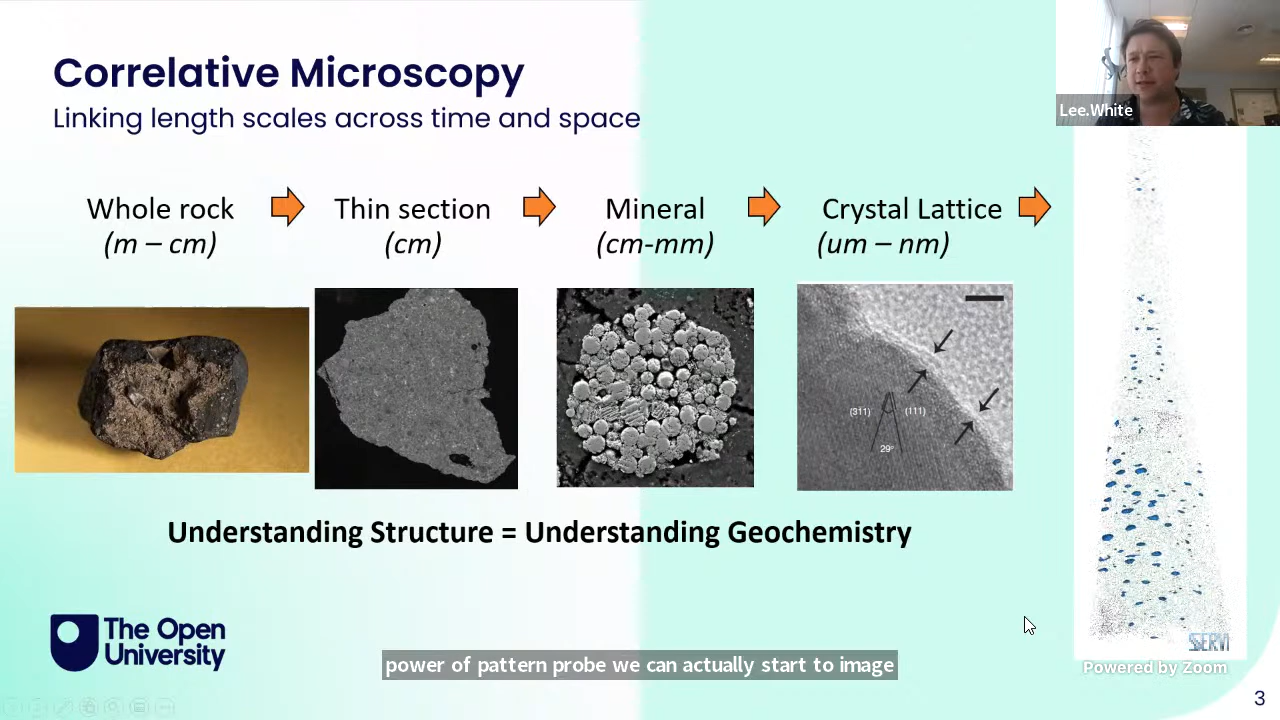 Correlative Microscopy
Linking length scales across time and space
Lee.White
Whole rock
(m – cm)
Thin section
(cm)
Mineral
(cm-mm)
Crystal Lattice
(um – nm)
(311)
(111)
29°
Understanding Structure = Understanding Geochemistry
The Open
University
power of pattern probe we can actually start to image
Powered by Zoom
3